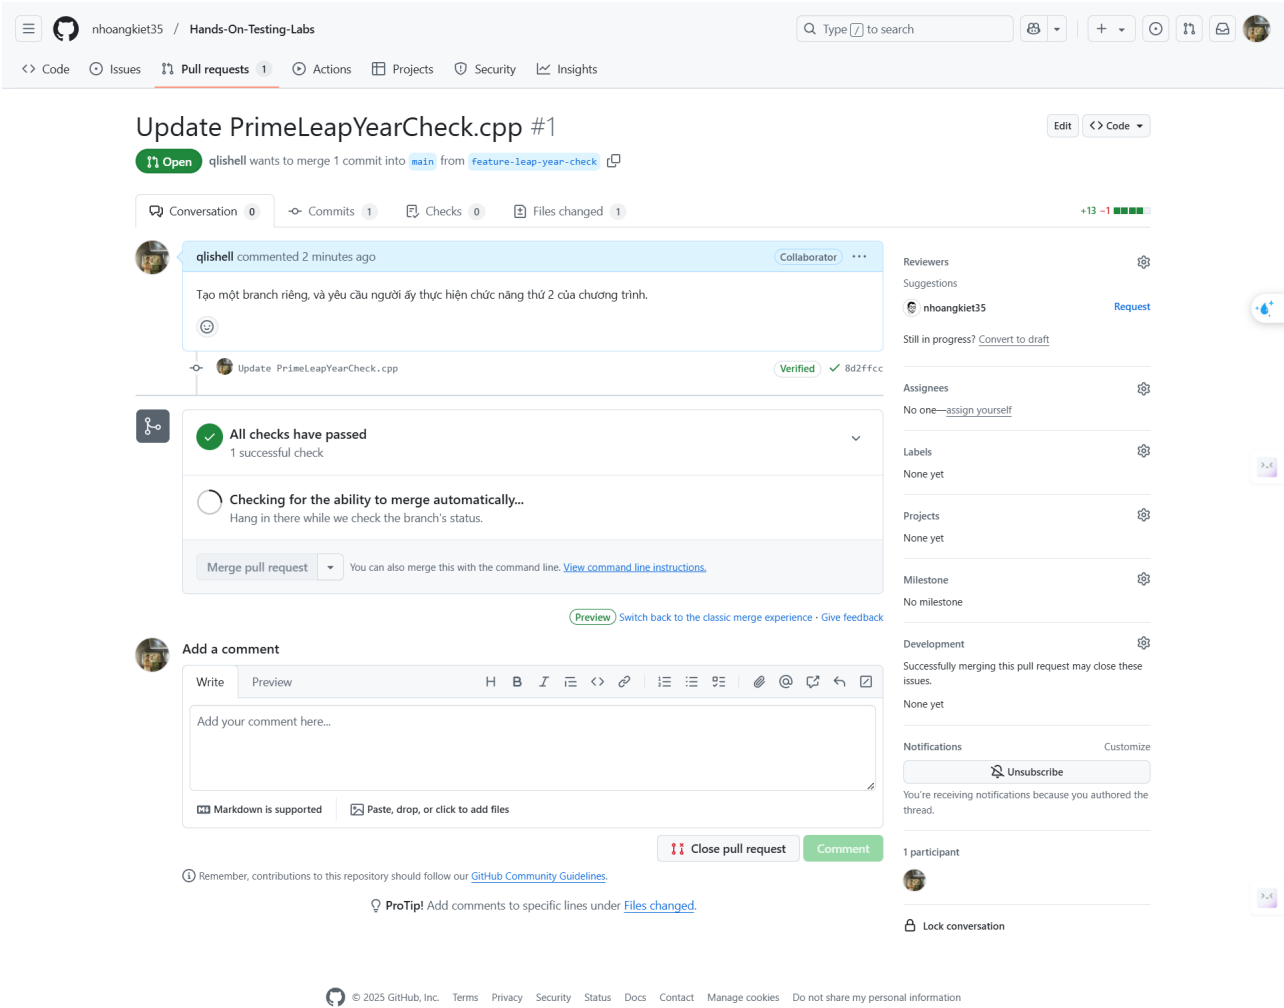 nhoangkiet35 / Hands-On-Testing-Labs
Type / to search
Code
Issues
Pull requests 1
Actions
Projects
Security
Insights
Update PrimeLeapYearCheck.cpp #1
Edit
Code
Open
qlishell wants to merge 1 commit into main from feature-leap-year-check
Conversation 0
Commits 1
Checks 0
Files changed 1
+13 −1
qlishell commented 2 minutes ago
Collaborator
Tạo một branch riêng, và yêu cầu người ấy thực hiện chức năng thứ 2 của chương trình.
Update PrimeLeapYearCheck.cpp
Verified
8d2ffcc
All checks have passed
1 successful check
Checking for the ability to merge automatically...
Hang in there while we check the branch's status.
Merge pull request
You can also merge this with the command line. View command line instructions.
Preview Switch back to the classic merge experience · Give feedback
Add a comment
Write
Preview
Add your comment here...
Markdown is supported
Paste, drop, or click to add files
Close pull request
Comment
Remember, contributions to this repository should follow our GitHub Community Guidelines.
ProTip! Add comments to specific lines under Files changed.
Reviewers
Suggestions
nhoangkiet35
Request
Still in progress? Convert to draft
Assignees
No one—assign yourself
Labels
None yet
Projects
None yet
Milestone
No milestone
Development
Successfully merging this pull request may close these
issues.
None yet
Notifications
Customize
Unsubscribe
You're receiving notifications because you authored the
thread.
1 participant
Lock conversation
© 2025 GitHub, Inc. Terms Privacy Security Status Docs Contact Manage cookies Do not share my personal information